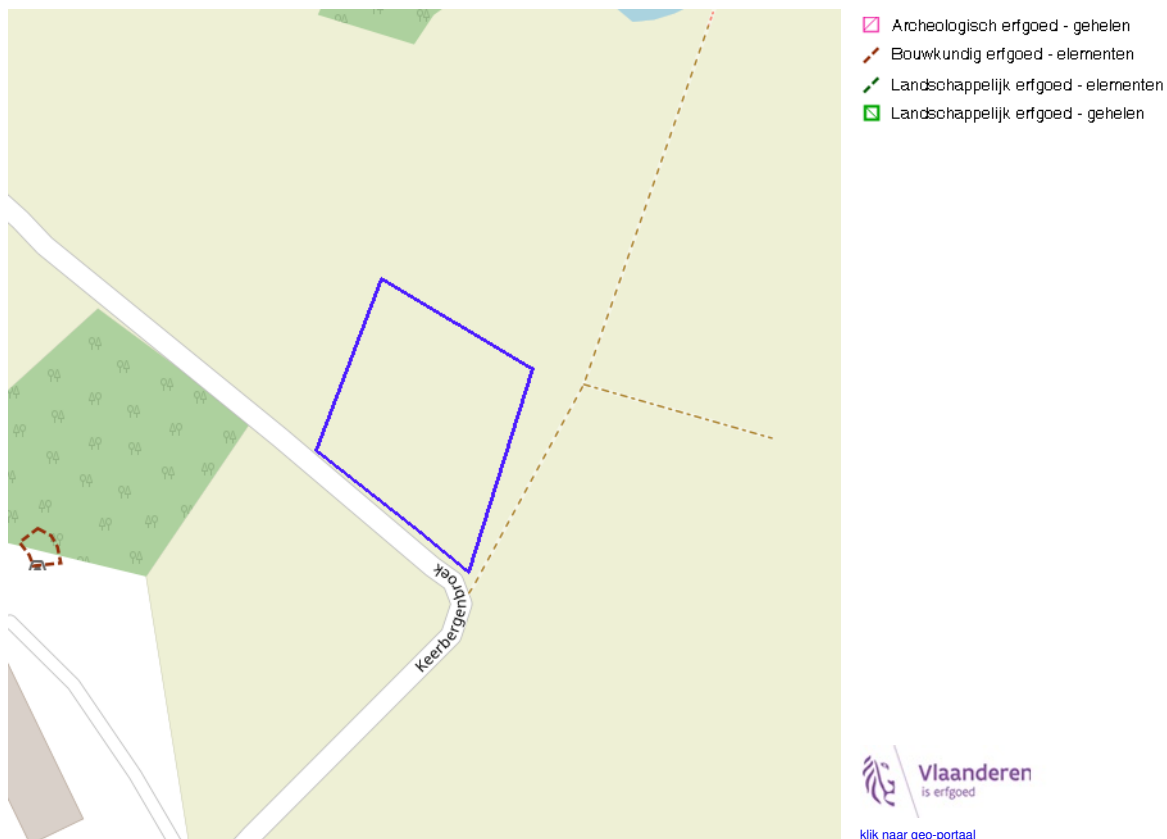 Archeologisch erfgoed - gehelen
Bouwkundig erfgoed - elementen
Landschappelijk erfgoed - elementen
Landschappelijk erfgoed - gehelen
Keerbergenbroek
Vlaanderen
is erfgoed
klik naar geo-portaal